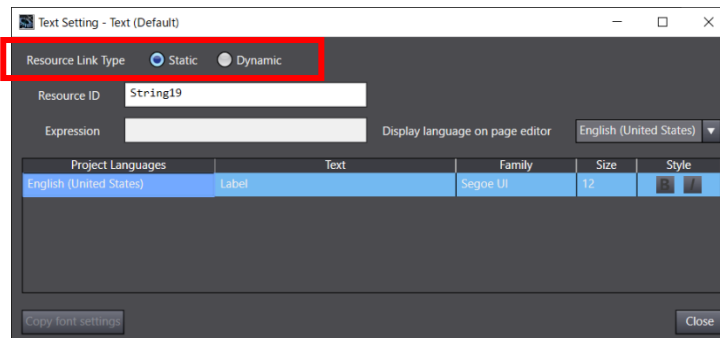 Text Setting - Text (Default)
Resource Link Type Static Dynamic
Resource ID String19
Expression Display language on page editor English (United States)
Project Languages Text Family Size Style
English (United States) Label Segoe UI 12 B I
Copy font settings Close